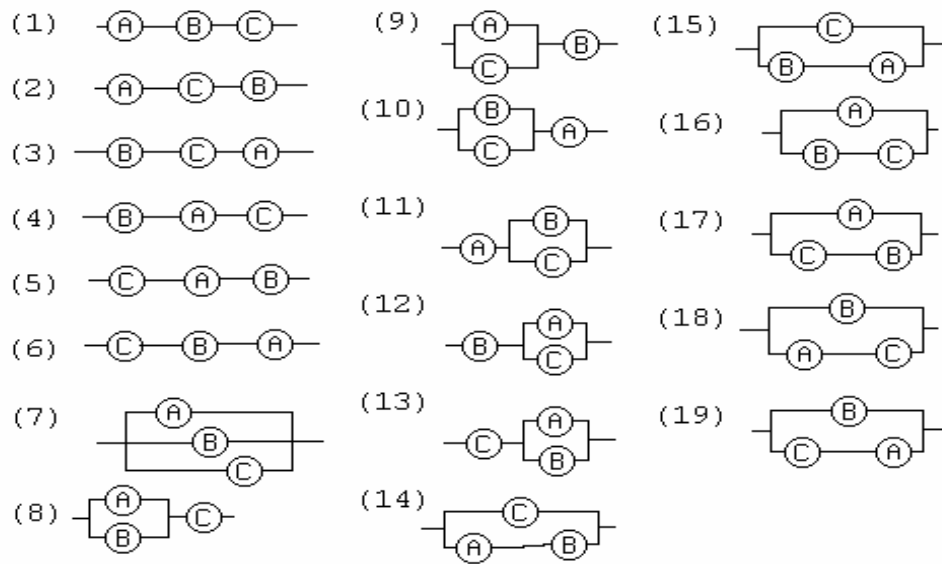 (1) A B C
(2) A C B
(3) B C A
(4) B A C
(5) C A B
(6) C B A
(7) A B C
(8) A B C
(9) A C B
(10) B C A
(11) A B C
(12) B A C
(13) C A B
(14) C A B
(15) C B A
(16) A B C
(17) A C B
(18) B A C
(19) B C A